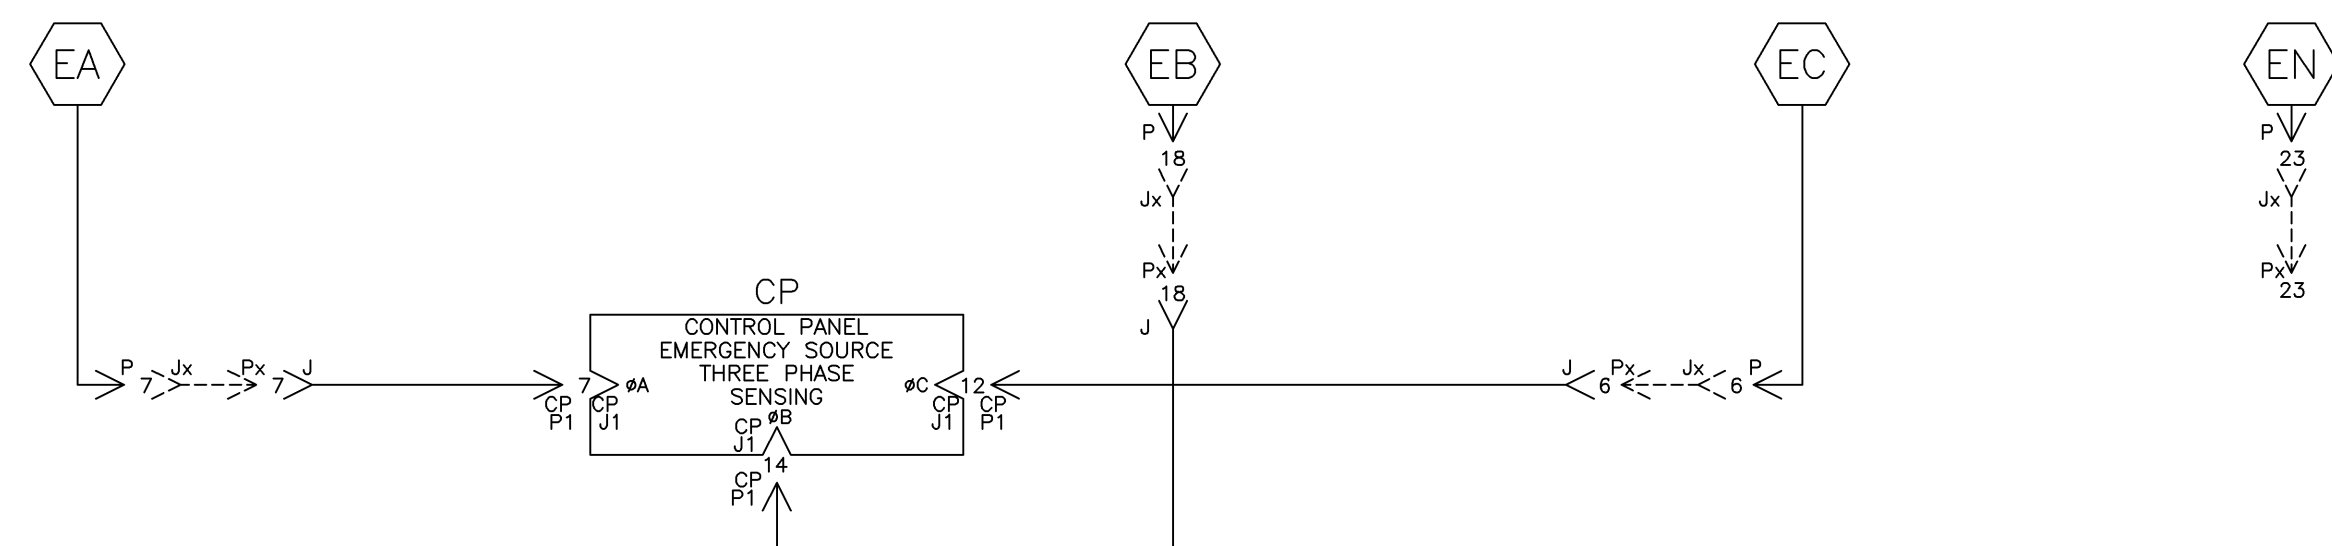 EA
EB
EC
EN
P
P
18
23
Jx
Jx
Px
Px
18
23
CP
J
CONTROL PANEL
EMERGENCY SOURCE
THREE PHASE
SENSING
P 7 Jx Px 7 J
7 øA
øC 12
J 6 Px Jx 6 P
CP CP
P1 J1
CP CP
J1 P1
øB
CP
J1
14
CP
P1